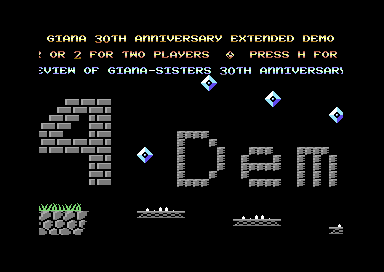 GIANA 30TH ANNIVERSARY EXTENDED DEMO
OR 2 FOR TWO PLAYERS PRESS H FOR
VIEW OF GIANA-SISTERS 30TH ANNIVERSARY
4 Dem